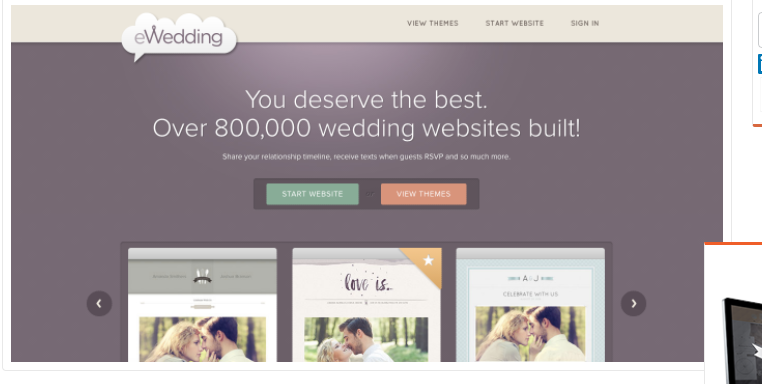 eWedding
VIEW THEMES START WEBSITE SIGN IN
You deserve the best.
Over 800,000 wedding websites built!
Share your relationship timeline, receive texts when guests RSVP and so much more.
START WEBSITE VIEW THEMES
love is..
A & J
CELEBRATE WITH US